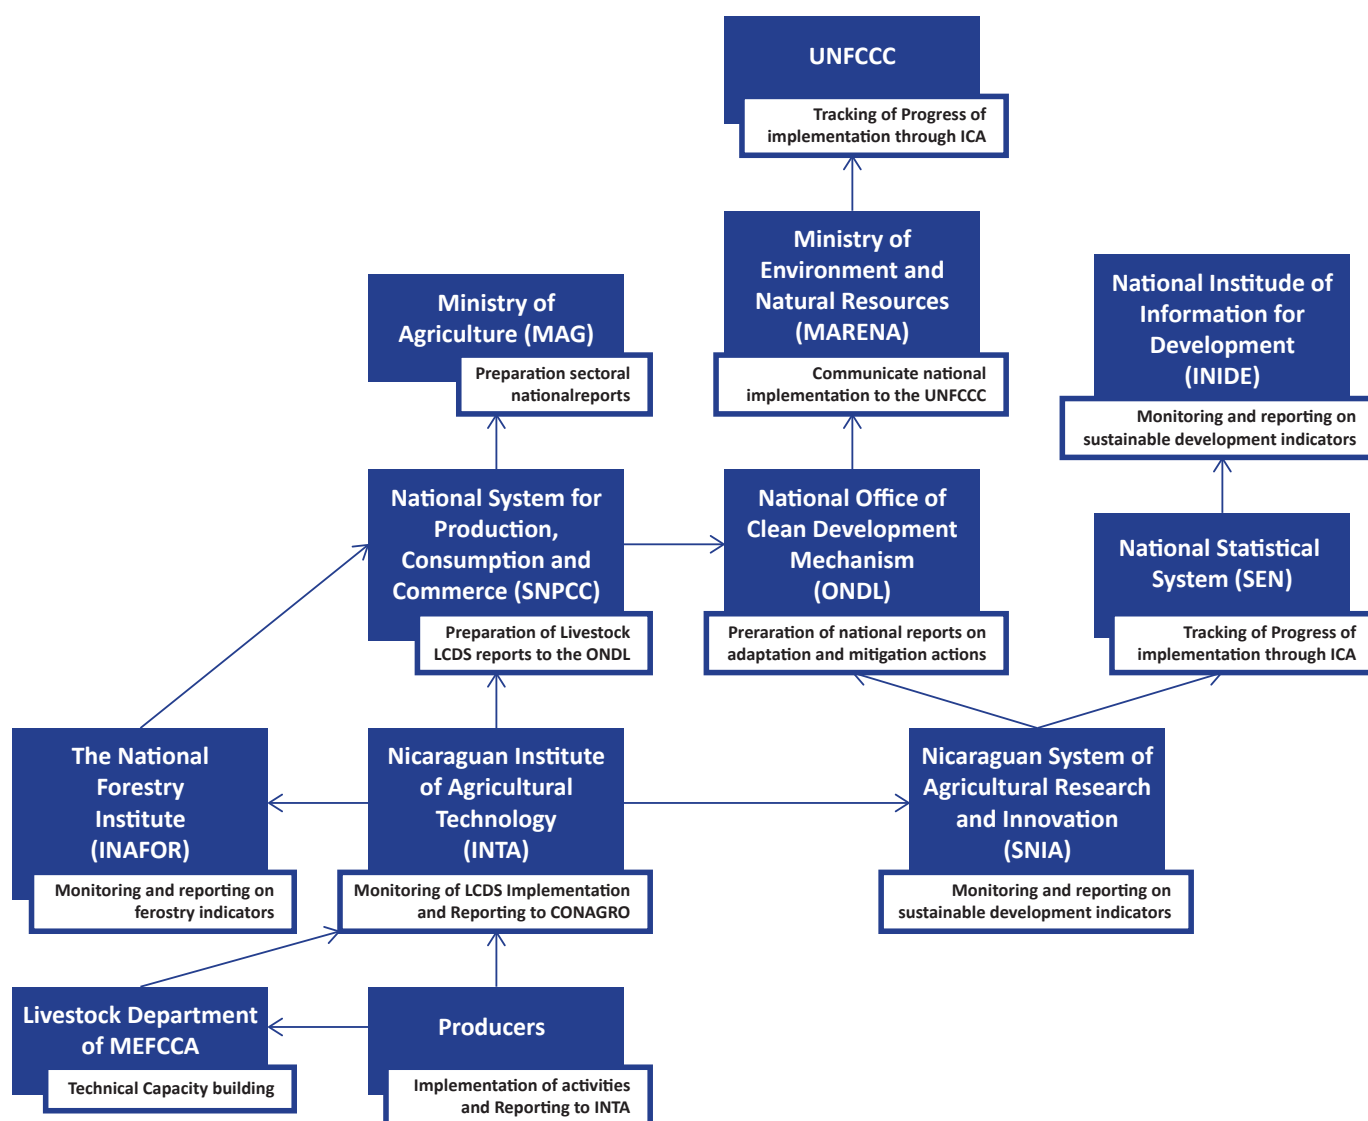 UNFCCC
Tracking of Progress of
implementation through ICA
Ministry of
Environment and
Natural Resources
(MARENA)
Communicate national
implementation to the UNFCCC
Ministry of
Agriculture (MAG)
Preparation sectoral
nationalreports
National Institude of
Information for
Development
(INIDE)
Monitoring and reporting on
sustainable development indicators
National System for
Production,
Consumption and
Commerce (SNPCC)
Preparation of Livestock
LCDS reports to the ONDL
National Office of
Clean Development
Mechanism
(ONDL)
Preraration of national reports on
adaptation and mitigation actions
National Statistical
System (SEN)
Tracking of Progress of
implementation through ICA
The National
Forestry
Institute
(INAFOR)
Monitoring and reporting on
ferostry indicators
Nicaraguan Institute
of Agricultural
Technology
(INTA)
Monitoring of LCDS Implementation
and Reporting to CONAGRO
Nicaraguan System of
Agricultural Research
and Innovation
(SNIA)
Monitoring and reporting on
sustainable development indicators
Livestock Department
of MEFCCA
Technical Capacity building
Producers
Implementation of activities
and Reporting to INTA